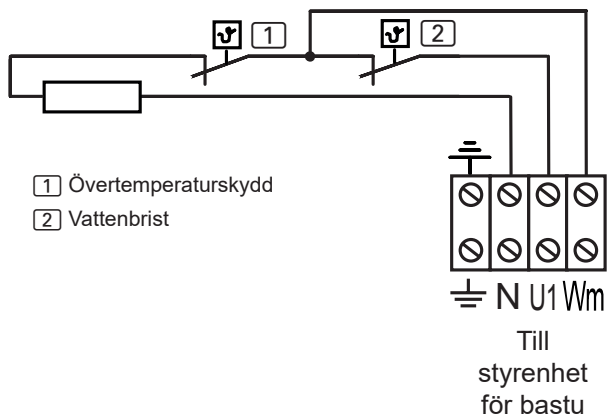 1
2
1 Övertemperaturskydd
2 Vattenbrist
N U1 Wm
Till
styrenhet
för bastu